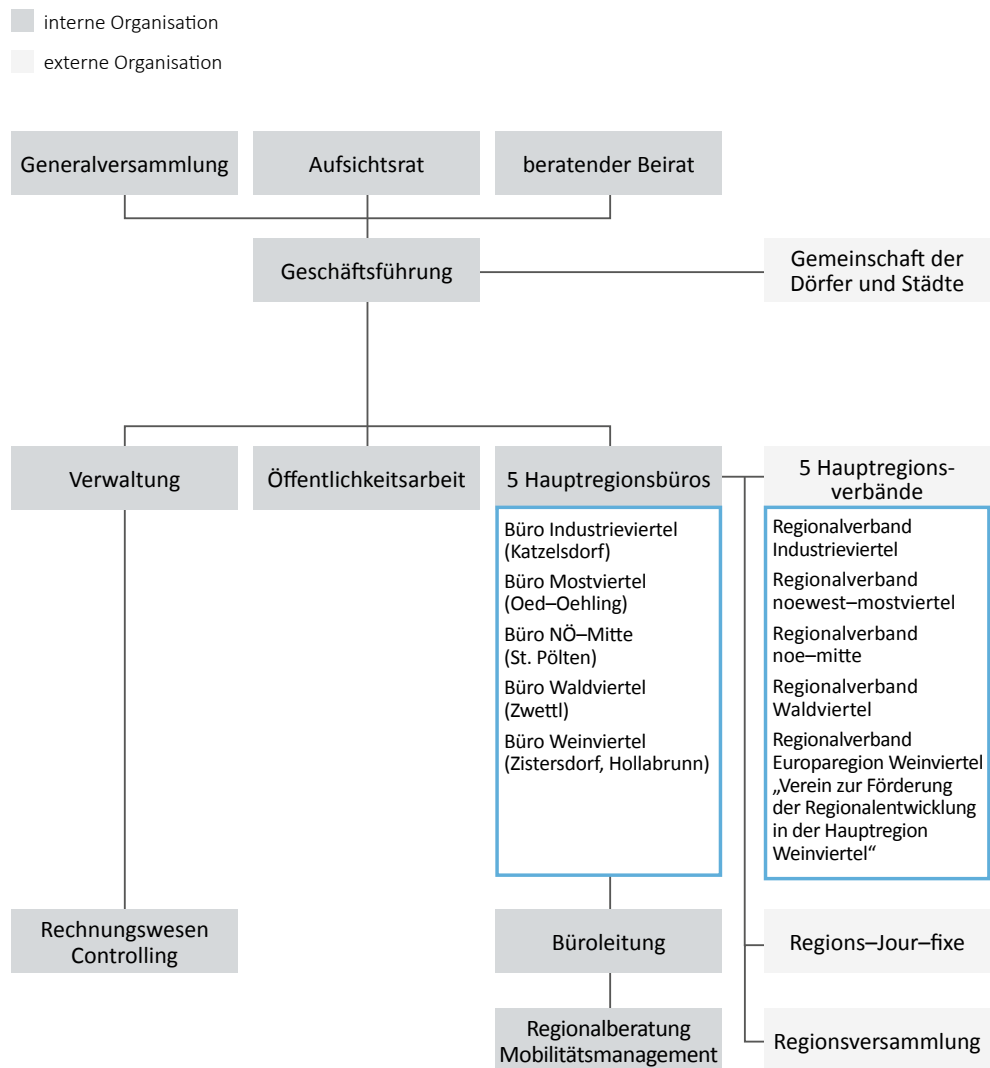 interne Organisation
externe Organisation
Generalversammlung
Aufsichtsrat
beratender Beirat
Geschäftsführung
Gemeinschaft der
Dörfer und Städte
Verwaltung
Öffentlichkeitsarbeit
5 Hauptregionsbüros
5 Hauptregions-
verbände
Büro Industrieviertel
(Katzelsdorf)
Büro Mostviertel
(Oed–Oehling)
Büro NÖ–Mitte
(St. Pölten)
Büro Waldviertel
(Zwettl)
Büro Weinviertel
(Zistersdorf, Hollabrunn)
Regionalverband
Industrieviertel
Regionalverband
noewest–mostviertel
Regionalverband
noe–mitte
Regionalverband
Waldviertel
Regionalverband
Europaregion Weinviertel
„Verein zur Förderung
der Regionalentwicklung
in der Hauptregion
Weinviertel“
Rechnungswesen
Controlling
Büroleitung
Regions–Jour–fixe
Regionalberatung
Mobilitätsmanagement
Regionsversammlung